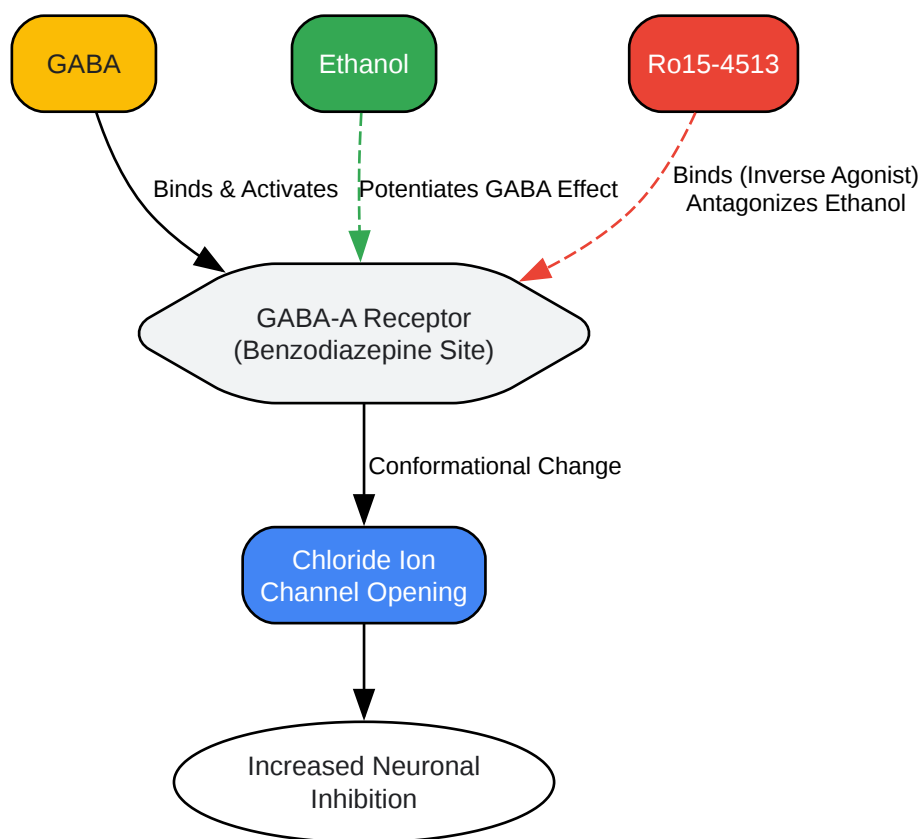 GABA
Ethanol
Ro15-4513
Binds & Activates
Potentiates GABA Effect
Binds (Inverse Agonist)
Antagonizes Ethanol
GABA-A Receptor
(Benzodiazepine Site)
Conformational Change
Chloride Ion
Channel Opening
Increased Neuronal
Inhibition